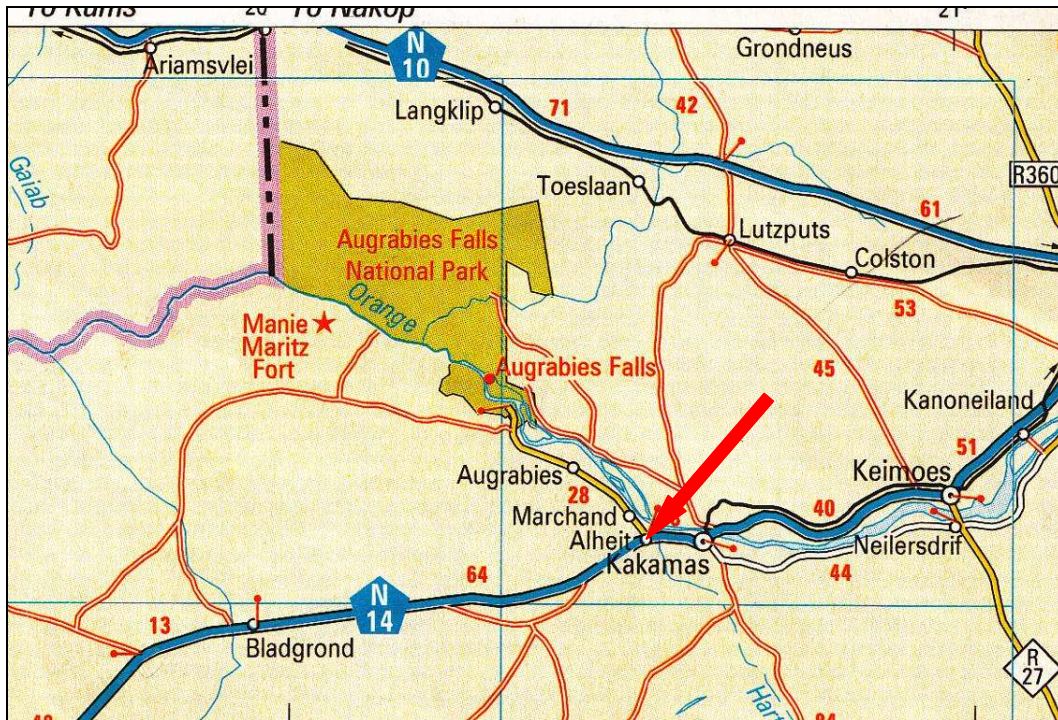 To Nakop
20
21
Ariamsvlei
N
10
Grondneus
Langklip
71
42
R360
Gaiab
Toeslaan
61
Lutzputs
Augrabies Falls
National Park
Colston
Orange
53
Manie
Maritz
Fort
Augrabies Falls
45
Kanoneiland
51
Keimoes
Augrabies
28
40
Marchand
Alheit
Neilersdrif
Kakamas
64
44
N
14
13
Bladgrond
R
27